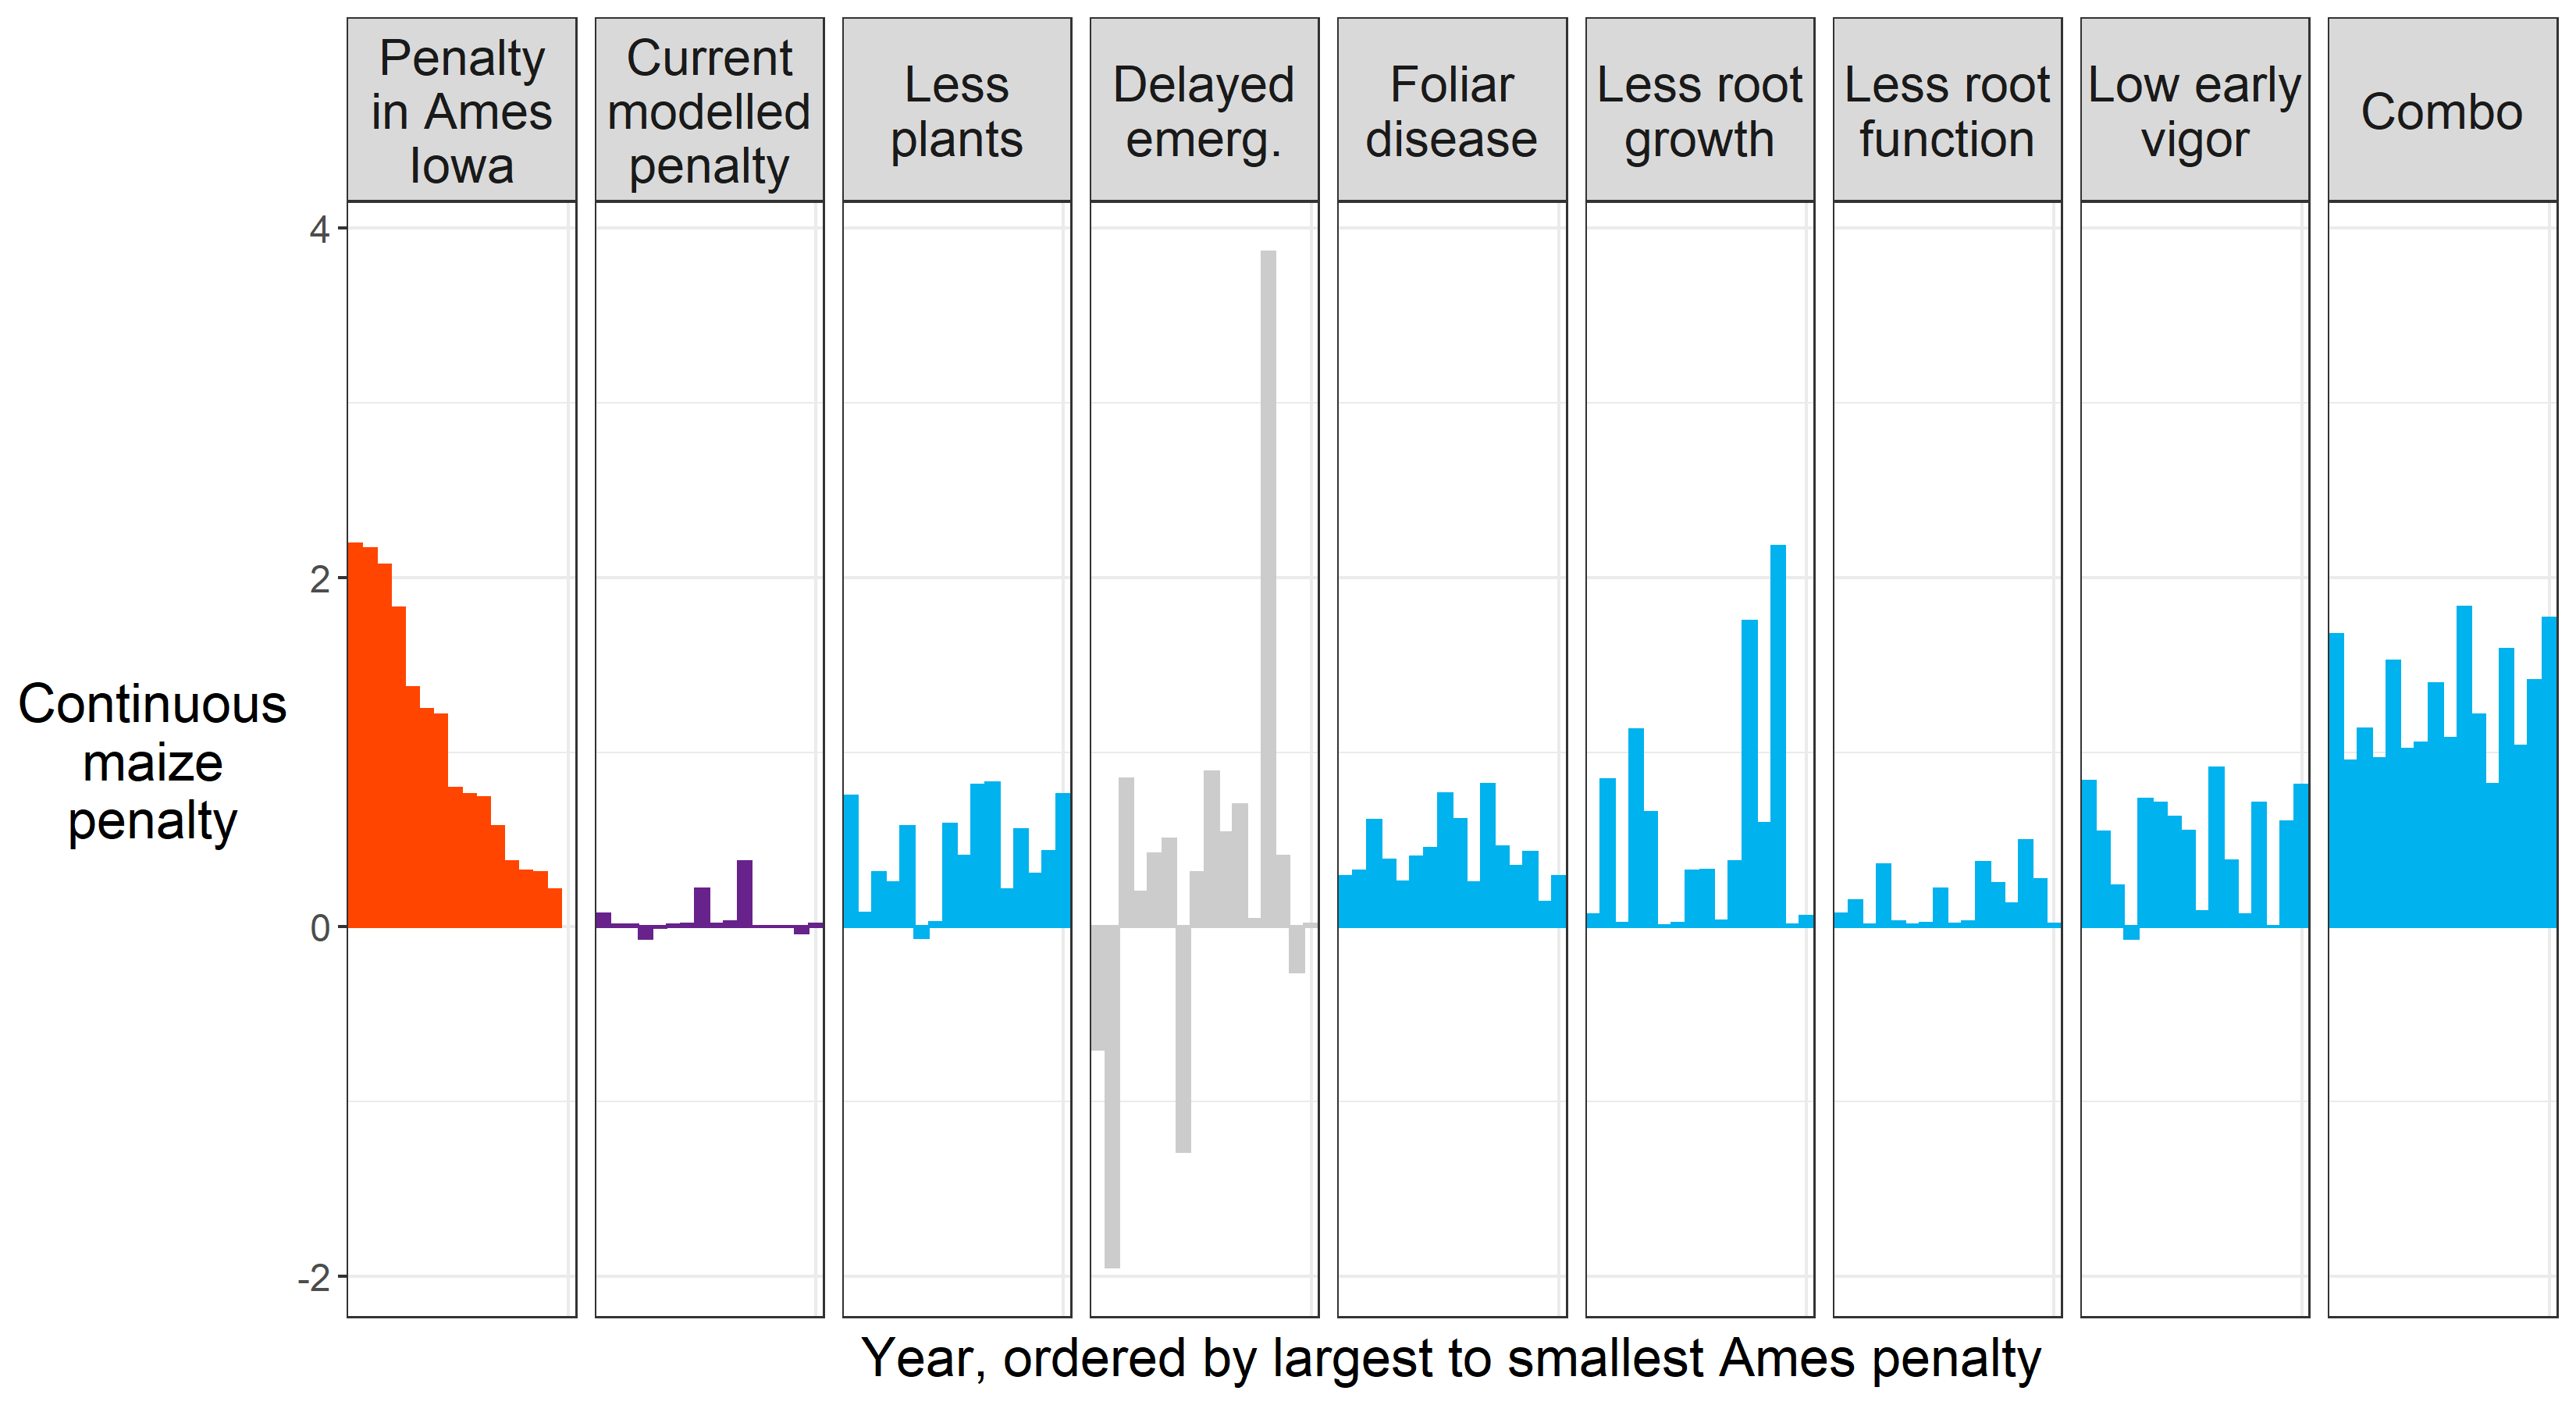 Penalty
in Ames
Iowa
Current
modelled
penalty
Less
plants
Delayed
emerg.
Foliar
disease
Less root
growth
Less root
function
Low early
vigor
Combo
4
2
0
-2
Continuous
maize
penalty
Year, ordered by largest to smallest Ames penalty